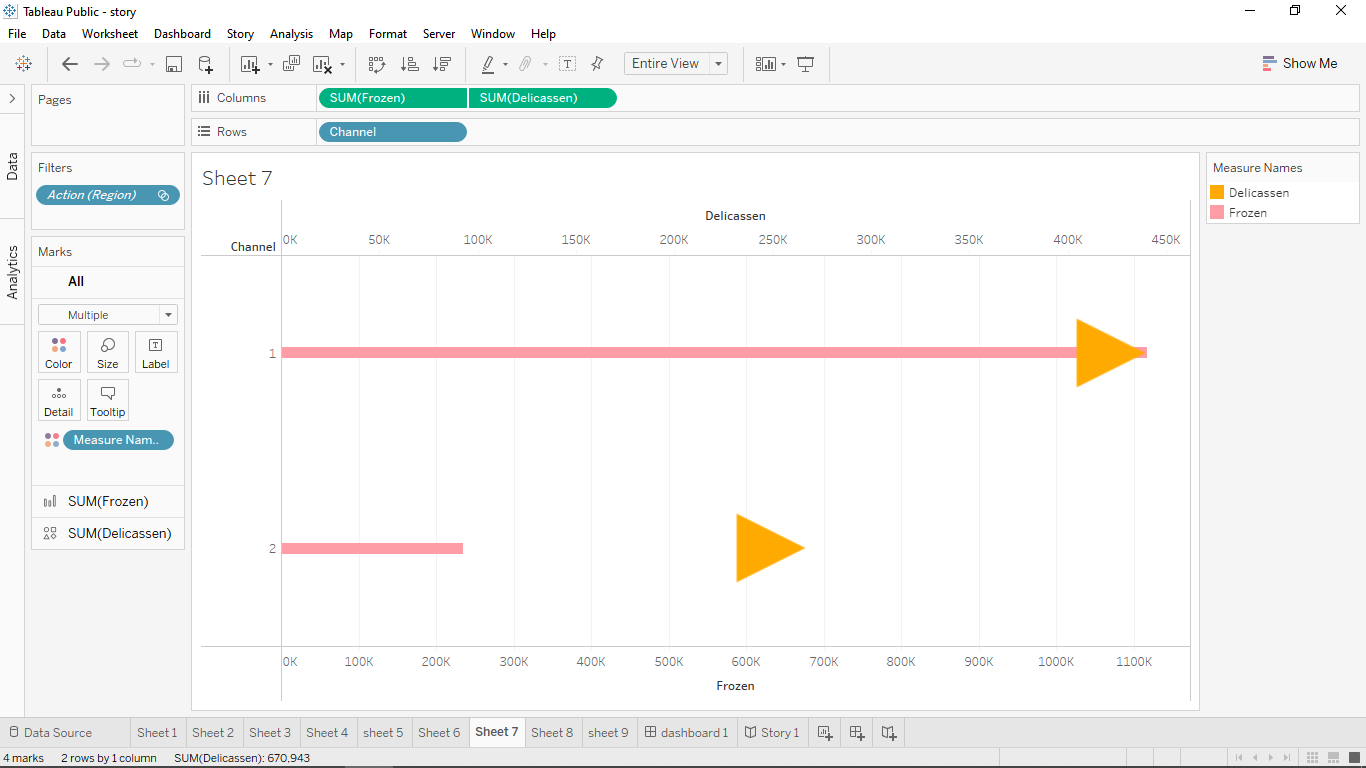 Tableau Public - story
File Data Worksheet Dashboard Story Analysis Map Format Server Window Help
Entire View
Show Me
Pages
Columns SUM(Frozen) SUM(Delicassen)
Rows Channel
Data
Analytics
Filters
Action (Region)
Marks
All
Multiple
Color Size Label
Detail Tooltip
Measure Nam..
SUM(Frozen)
SUM(Delicassen)
Sheet 7
Delicassen
Channel
0K 50K 100K 150K 200K 250K 300K 350K 400K 450K
1
2
0K 100K 200K 300K 400K 500K 600K 700K 800K 900K 1000K 1100K
Frozen
Measure Names
Delicassen
Frozen
Data Source Sheet 1 Sheet 2 Sheet 3 Sheet 4 sheet 5 Sheet 6 Sheet 7 Sheet 8 sheet 9 dashboard 1 Story 1
4 marks 2 rows by 1 column SUM(Delicassen): 670,943